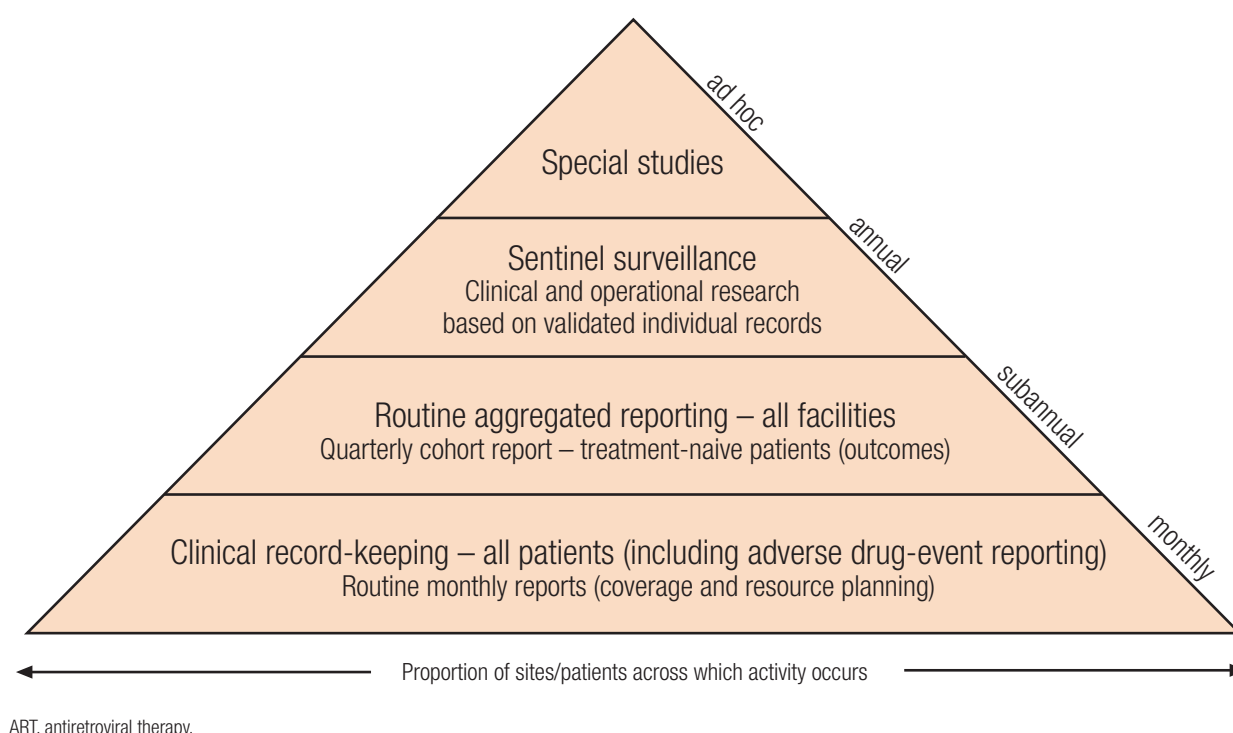 ad hoc
Special studies
annual
Sentinel surveillance
Clinical and operational research
based on validated individual records
subannual
Routine aggregated reporting – all facilities
Quarterly cohort report – treatment-naive patients (outcomes)
monthly
Clinical record-keeping – all patients (including adverse drug-event reporting)
Routine monthly reports (coverage and resource planning)
Proportion of sites/patients across which activity occurs
ART, antiretroviral therapy.